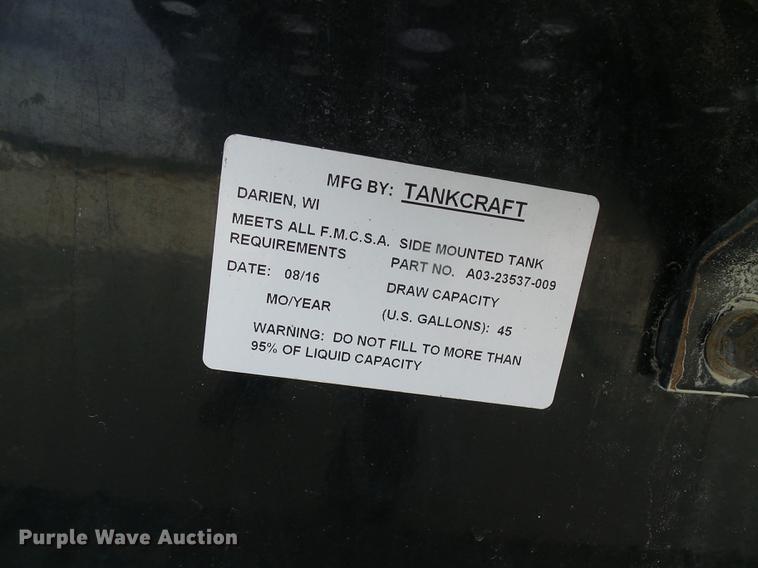 MFG BY: TANKCRAFT
DARIEN, WI
MEETS ALL F.M.C.S.A. SIDE MOUNTED TANK
REQUIREMENTS PART NO. A03-23537-009
DATE: 08/16 DRAW CAPACITY
MO/YEAR (U.S. GALLONS): 45
WARNING: DO NOT FILL TO MORE THAN
95% OF LIQUID CAPACITY
Purple Wave Auction